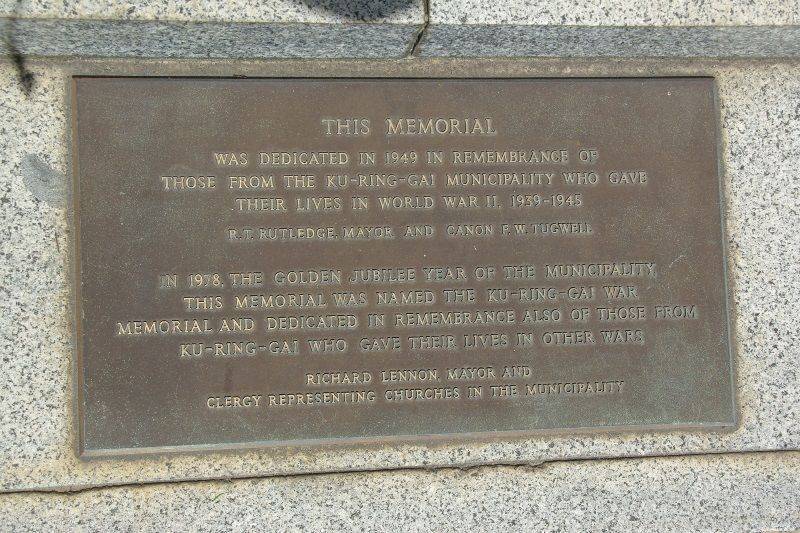 THIS MEMORIAL
WAS DEDICATED IN 1949 IN REMEMBRANCE OF
THOSE FROM THE KU-RING-GAI MUNICIPALITY WHO GAVE
THEIR LIVES IN WORLD WAR II, 1939-1945
R.T. RUTLEDGE, MAYOR AND CANON F.W. TUGWELL
IN 1978, THE GOLDEN JUBILEE YEAR OF THE MUNICIPALITY,
THIS MEMORIAL WAS NAMED THE KU-RING-GAI WAR
MEMORIAL AND DEDICATED IN REMEMBRANCE ALSO OF THOSE FROM
KU-RING-GAI WHO GAVE THEIR LIVES IN OTHER WARS
RICHARD LENNON, MAYOR AND
CLERGY REPRESENTING CHURCHES IN THE MUNICIPALITY